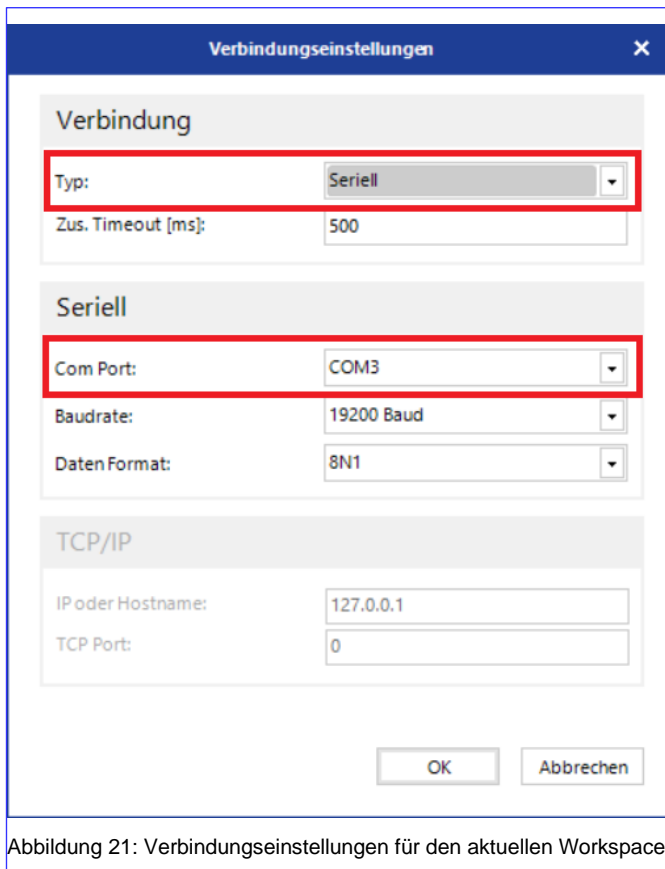 Verbindungseinstellungen ×
Verbindung
Typ: Seriell
Zus. Timeout [ms]: 500
Seriell
Com Port: COM3
Baudrate: 19200 Baud
Daten Format: 8N1
TCP/IP
IP oder Hostname: 127.0.0.1
TCP Port: 0
OK Abbrechen
Abbildung 21: Verbindungseinstellungen für den aktuellen Workspace